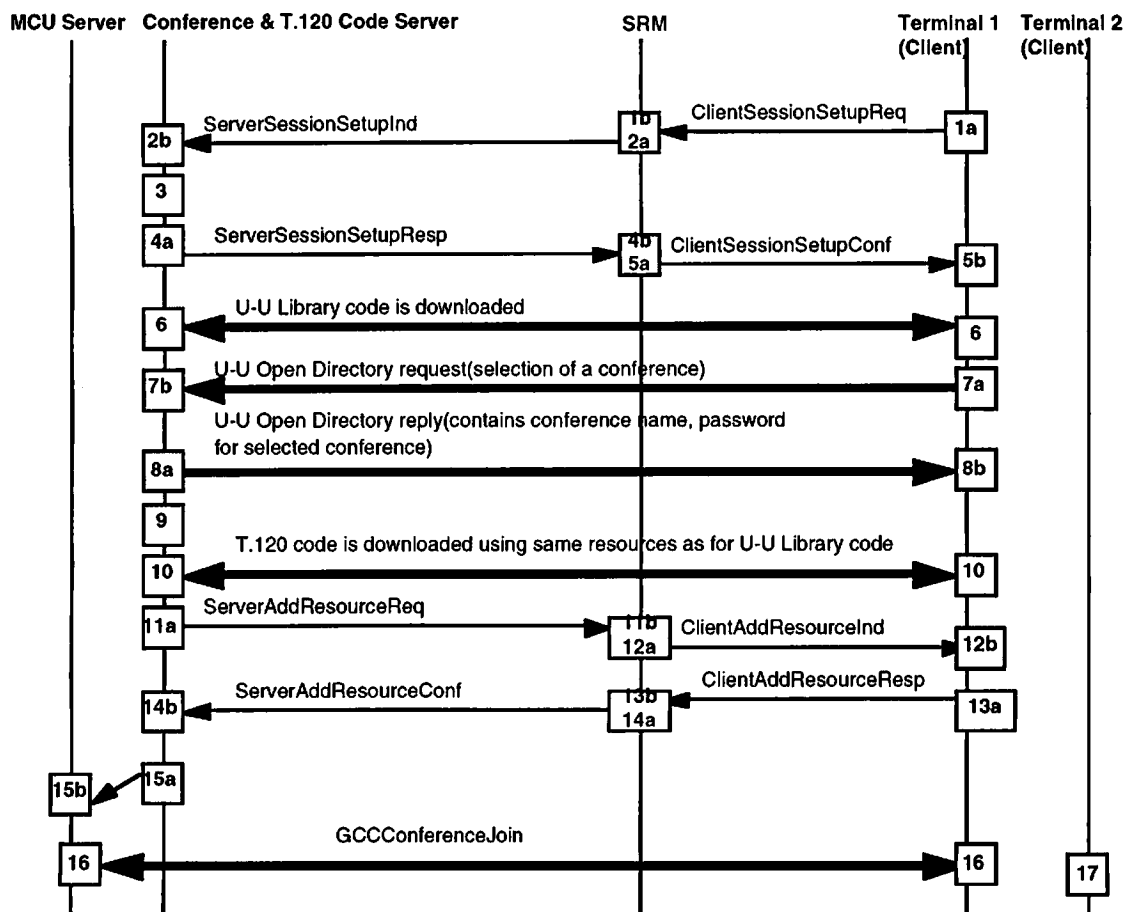 MCU Server Conference & T.120 Code Server SRM Terminal 1 Terminal 2
(Client) (Client)
ServerSessionSetupInd 1b ClientSessionSetupReq 1a
2b 2a
3
4a ServerSessionSetupResp 4b ClientSessionSetupConf
5a 5b
U-U Library code is downloaded
6 6
U-U Open Directory request(selection of a conference)
7b 7a
U-U Open Directory reply(contains conference name, password
for selected conference)
8a 8b
9
T.120 code is downloaded using same resources as for U-U Library code
10 10
11a ServerAddResourceReq 11b ClientAddResourceInd
12a 12b
ServerAddResourceConf 13b ClientAddResourceResp
14b 14a 13a
15b 15a
GCCConferenceJoin
16 16 17